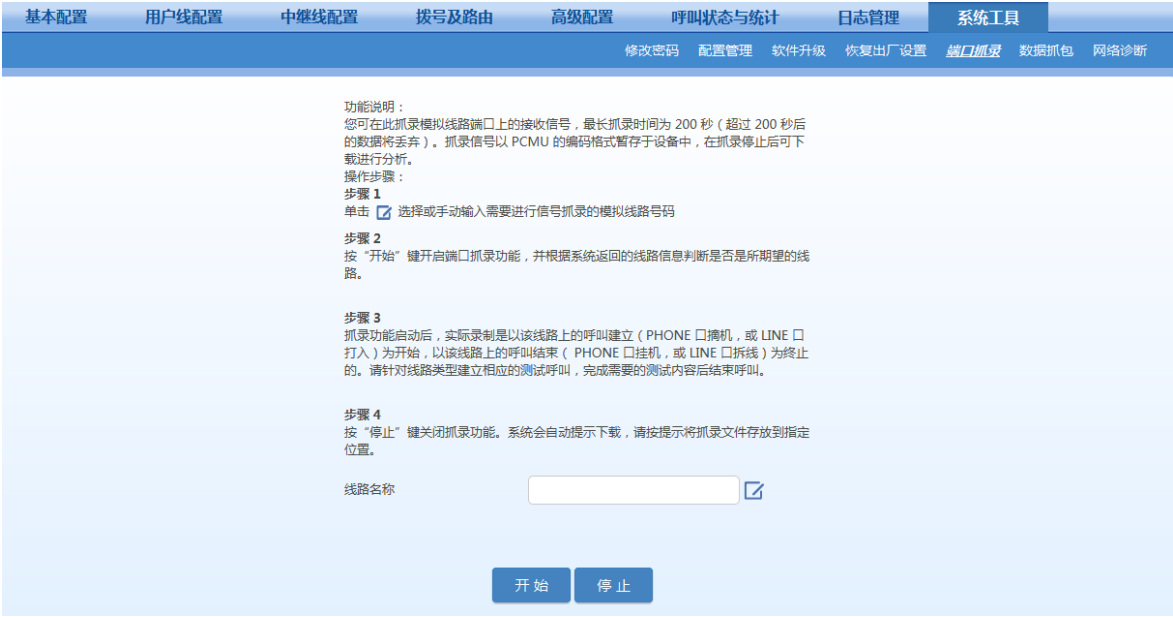 基本配置 用户线配置 中继线配置 拨号及路由 高级配置 呼叫状态与统计 日志管理 系统工具
修改密码 配置管理 软件升级 恢复出厂设置 端口抓录 数据抓包 网络诊断
功能说明：
您可在此抓录模拟线路端口上的接收信号，最长抓录时间为 200 秒（超过 200 秒后
的数据将丢弃）。抓录信号以 PCMU 的编码格式暂存于设备中，在抓录停止后可下
载进行分析。
操作步骤：
步骤 1
单击 选择或手动输入需要进行信号抓录的模拟线路号码
步骤 2
按“开始”键开启端口抓录功能，并根据系统返回的线路信息判断是否是所期望的线
路。
步骤 3
抓录功能启动后，实际录制是以该线路上的呼叫建立（PHONE 口摘机，或 LINE 口
打入）为开始，以该线路上的呼叫结束（ PHONE 口挂机，或 LINE 口拆线）为终止
的。请针对线路类型建立相应的测试呼叫，完成需要的测试内容后结束呼叫。
步骤 4
按“停止”键关闭抓录功能。系统会自动提示下载，请按提示将抓录文件存放到指定
位置。
线路名称
开 始 停 止